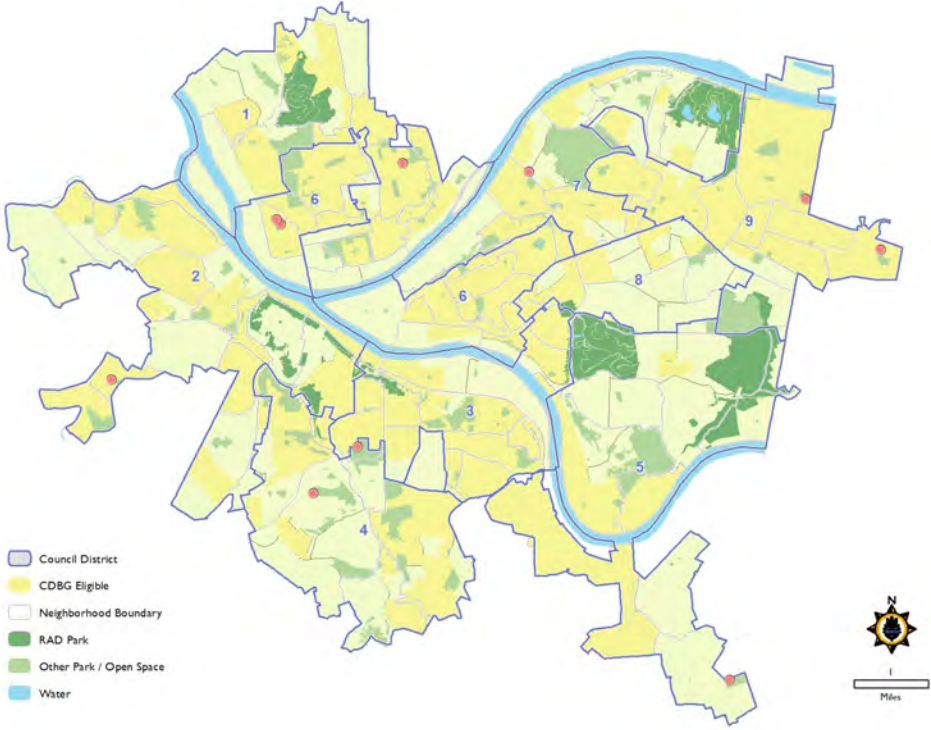 1
6
7
9
2
8
6
3
5
4
Council District
CDBG Eligible
Neighborhood Boundary
RAD Park
Other Park / Open Space
Water
N
1
Miles